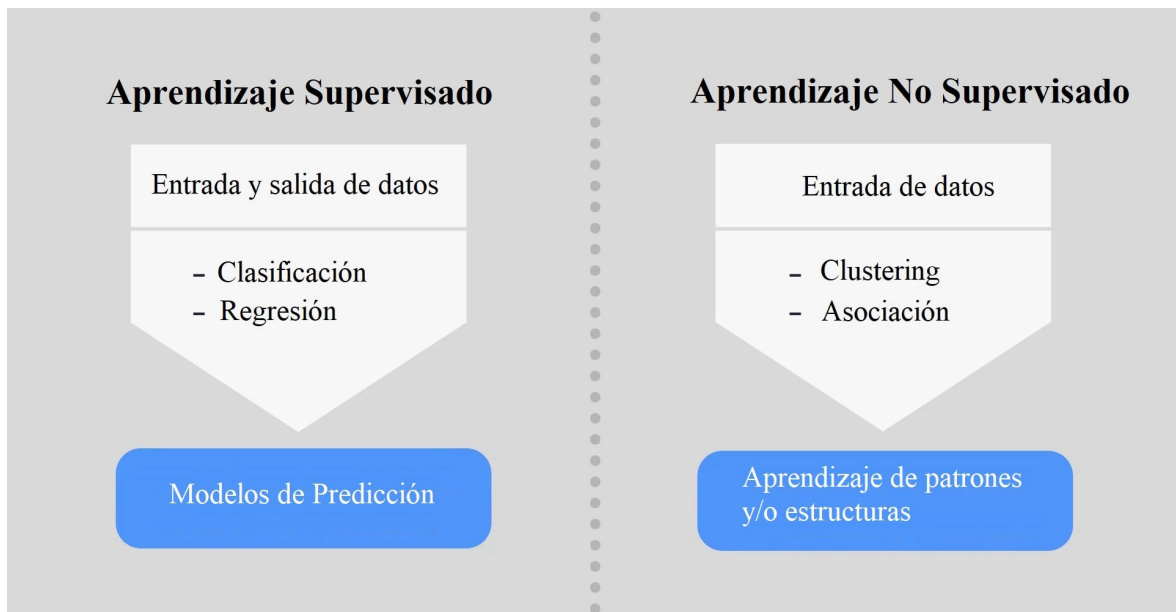 Aprendizaje Supervisado
Entrada y salida de datos
- Clasificación
- Regresión
Modelos de Predicción
Aprendizaje No Supervisado
Entrada de datos
- Clustering
- Asociación
Aprendizaje de patrones
y/o estructuras